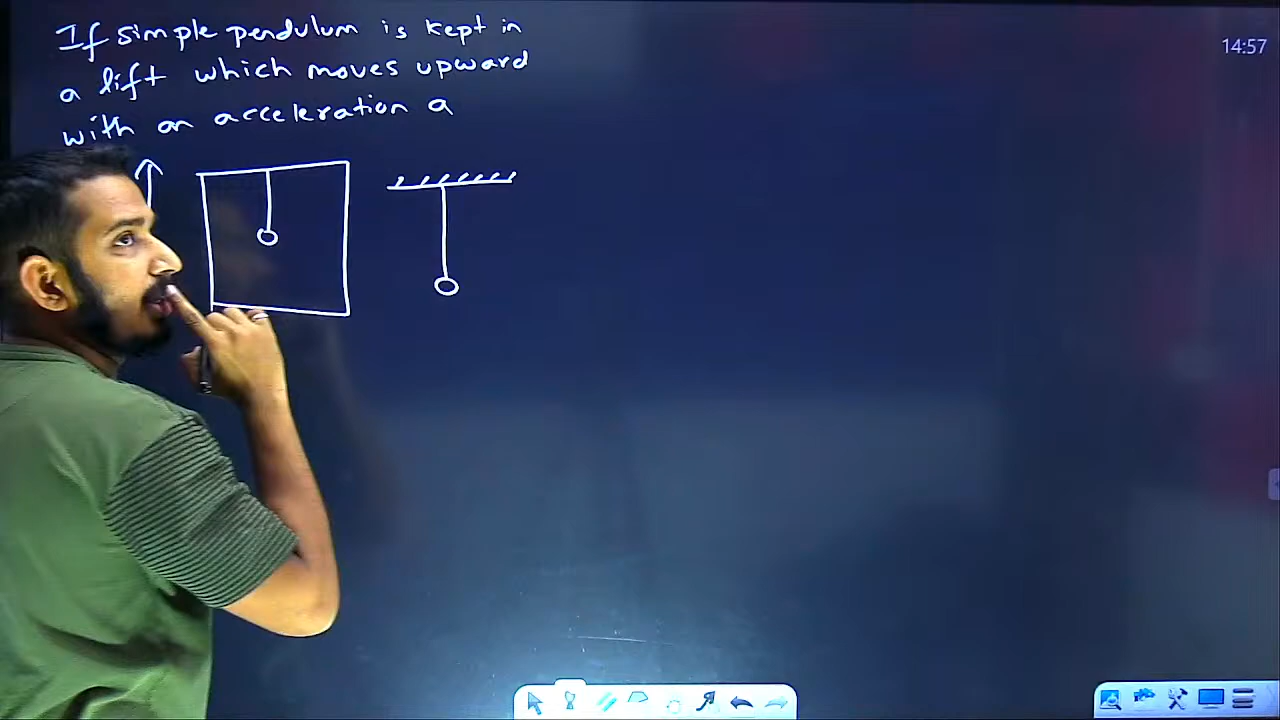 If simple pendulum is kept in
a lift which moves upward
with an acceleration a
14:57